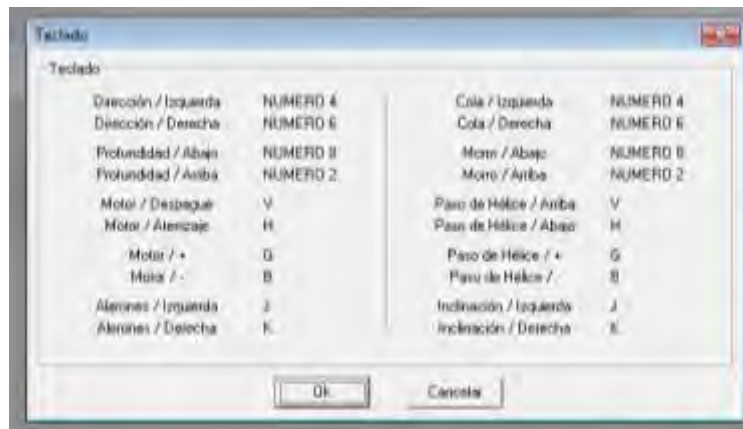 Teclado
Teclado
Dirección / Izquierda NUMERO 4
Dirección / Derecha NUMERO 6
Profundidad / Abajo NUMERO 8
Profundidad / Arriba NUMERO 2
Motor / Despegue V
Motor / Aterrizaje H
Motor / + G
Motor / - B
Alerones / Izquierda J
Alerones / Derecha K
Cola / Izquierda NUMERO 4
Cola / Derecha NUMERO 6
Morro / Abajo NUMERO 8
Morro / Arriba NUMERO 2
Paso de Hélice / Arriba V
Paso de Hélice / Abajo H
Paso de Hélice / + G
Paso de Hélice / - B
Inclinación / Izquierda J
Inclinación / Derecha K
Ok
Cancelar